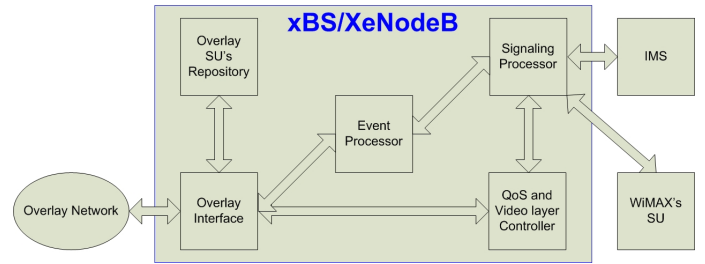 xBS/XeNodeB
Overlay
SU's
Repository
Signaling
Processor
IMS
Event
Processor
Overlay Network
Overlay
Interface
QoS and
Video layer
Controller
WiMAX's
SU